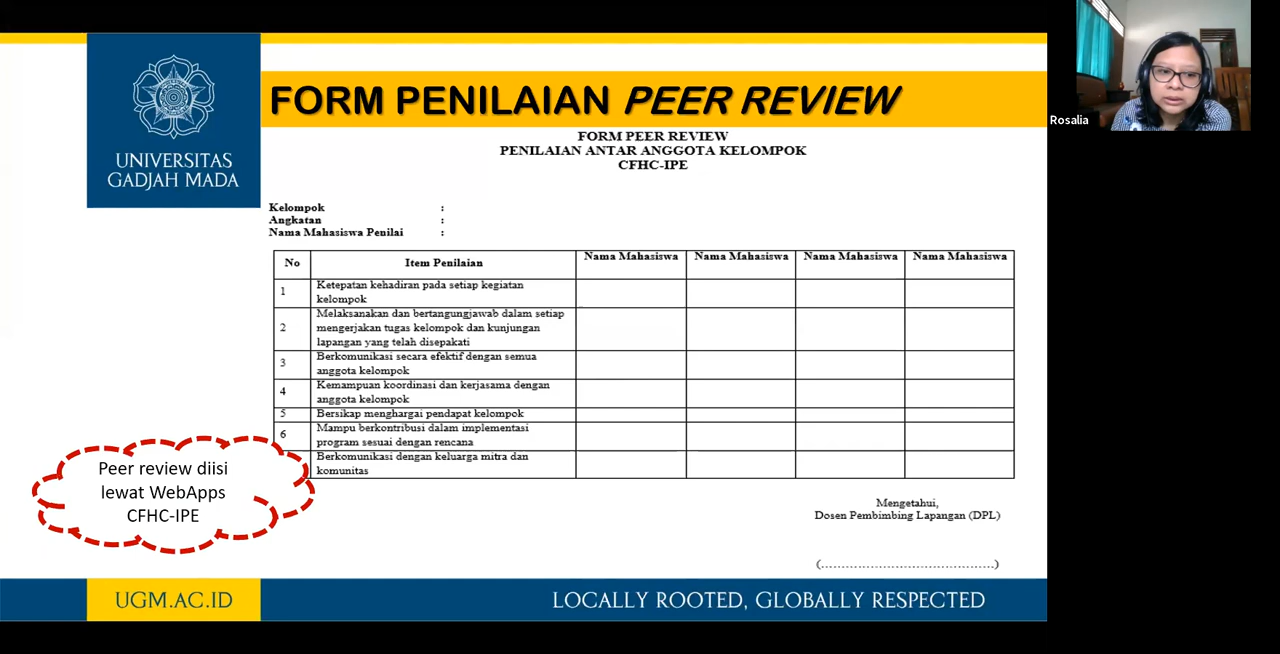 UNIVERSITAS
GADJAH MADA
FORM PENILAIAN PEER REVIEW
Rosalia
FORM PEER REVIEW
PENILAIAN ANTAR ANGGOTA KELOMPOK
CFHC-IPE
Kelompok :
Angkatan :
Nama Mahasiswa Penilai :
No Item Penilaian Nama Mahasiswa Nama Mahasiswa Nama Mahasiswa Nama Mahasiswa
1 Ketepatan kehadiran pada setiap kegiatan
kelompok
Melaksanakan dan bertangungjawab dalam setiap
2 mengerjakan tugas kelompok dan kunjungan
lapangan yang telah disepakati
3 Berkomunikasi secara efektif dengan semua
anggota kelompok
4 Kemampuan koordinasi dan kerjasama dengan
anggota kelompok
5 Bersikap menghargai pendapat kelompok
6 Mampu berkontribusi dalam implementasi
program sesuai dengan rencana
Berkomunikasi dengan keluarga mitra dan
komunitas
Peer review diisi
lewat WebApps
CFHC-IPE
Mengetahui,
Dosen Pembimbing Lapangan (DPL)
(..............................................)
UGM.AC.ID
LOCALLY ROOTED, GLOBALLY RESPECTED